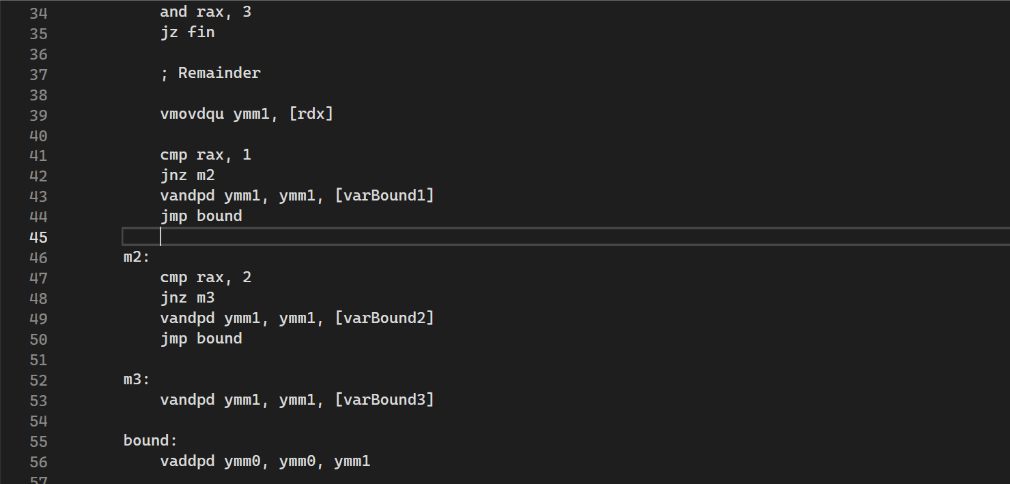 34 and rax, 3
35 jz fin
36
37 ; Remainder
38
39 vmovdqu ymm1, [rdx]
40
41 cmp rax, 1
42 jnz m2
43 vandpd ymm1, ymm1, [varBound1]
44 jmp bound
45
46 m2:
47 cmp rax, 2
48 jnz m3
49 vandpd ymm1, ymm1, [varBound2]
50 jmp bound
51
52 m3:
53 vandpd ymm1, ymm1, [varBound3]
54
55 bound:
56 vaddpd ymm0, ymm0, ymm1
57